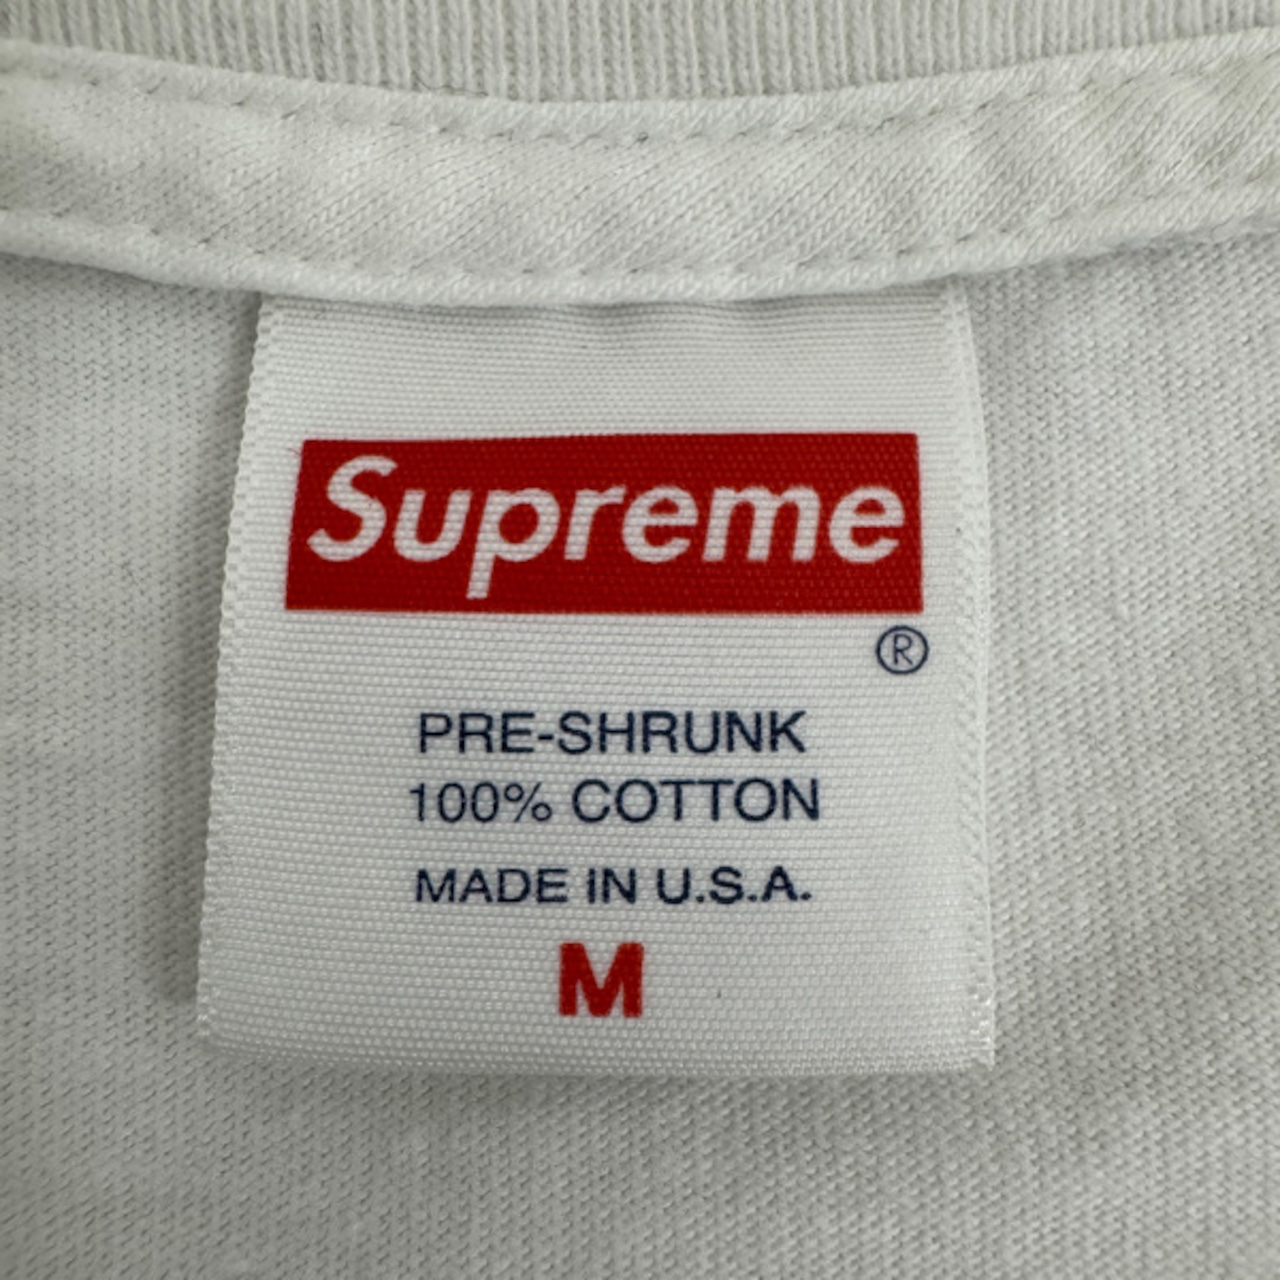 Supreme
®
PRE-SHRUNK
100% COTTON
MADE IN U.S.A.
M